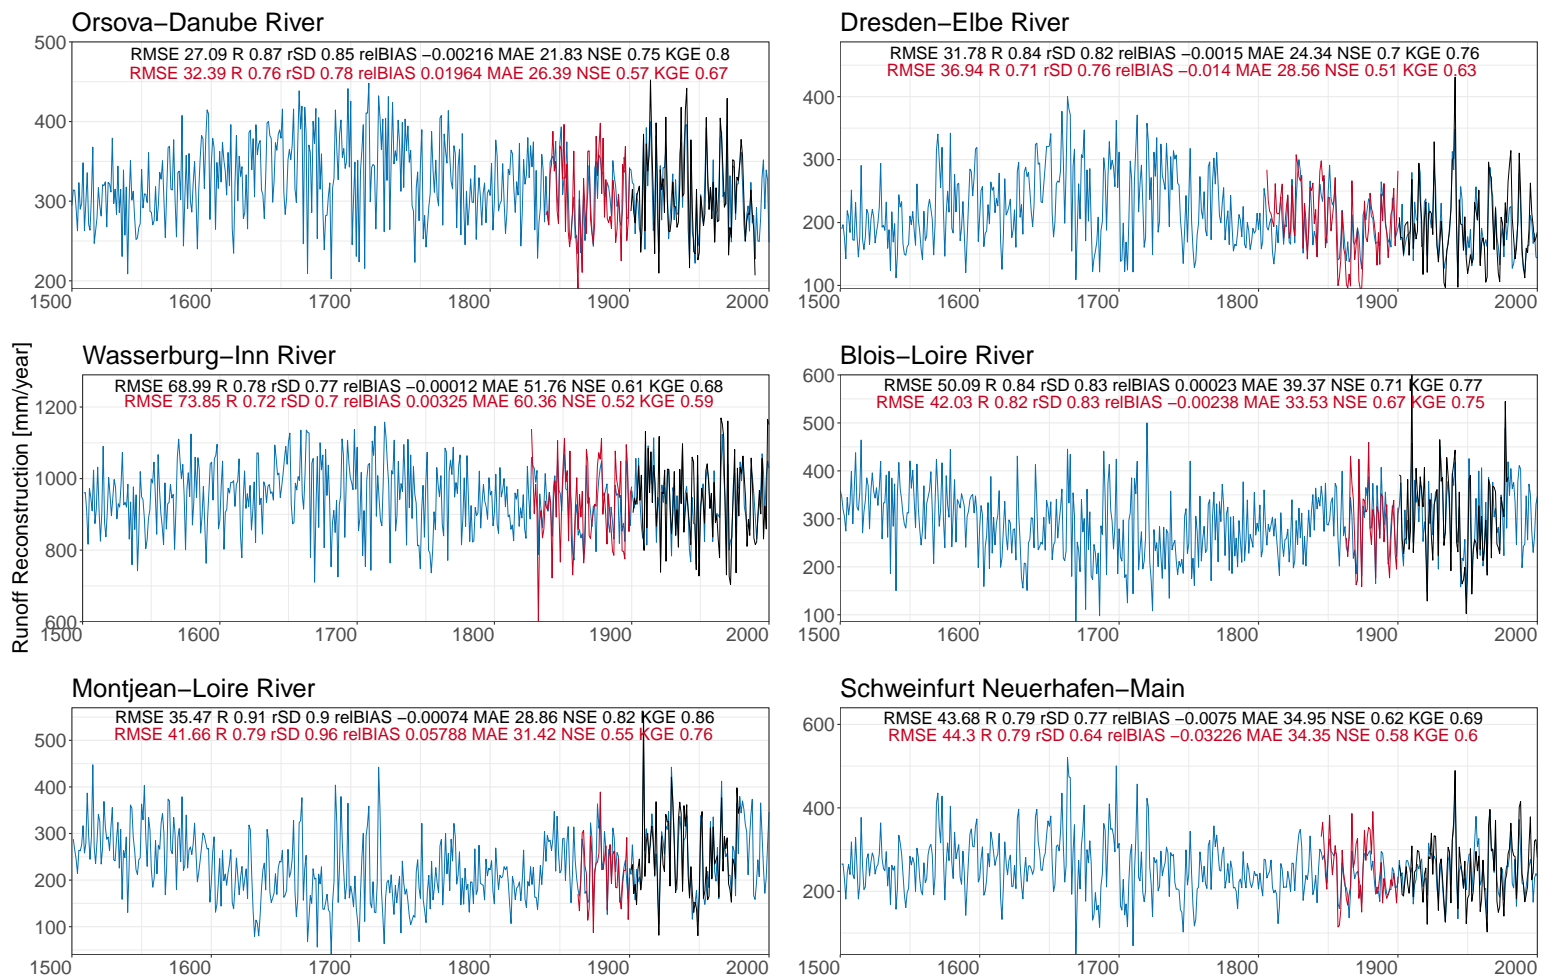 Orsova−Danube River
RMSE 27.09 R 0.87 rSD 0.85 relBIAS −0.00216 MAE 21.83 NSE 0.75 KGE 0.8
RMSE 32.39 R 0.76 rSD 0.78 relBIAS 0.01964 MAE 26.39 NSE 0.57 KGE 0.67
500
400
300
200
1500 1600 1700 1800 1900 2000
Dresden−Elbe River
RMSE 31.78 R 0.84 rSD 0.82 relBIAS −0.0015 MAE 24.34 NSE 0.7 KGE 0.76
RMSE 36.94 R 0.71 rSD 0.76 relBIAS −0.014 MAE 28.56 NSE 0.51 KGE 0.63
400
300
200
100
1500 1600 1700 1800 1900 2000
Runoff Reconstruction [mm/year]
Wasserburg−Inn River
RMSE 68.99 R 0.78 rSD 0.77 relBIAS −0.00012 MAE 51.76 NSE 0.61 KGE 0.68
RMSE 73.85 R 0.72 rSD 0.7 relBIAS 0.00325 MAE 60.36 NSE 0.52 KGE 0.59
1200
1000
800
600
1500 1600 1700 1800 1900 2000
Blois−Loire River
RMSE 50.09 R 0.84 rSD 0.83 relBIAS 0.00023 MAE 39.37 NSE 0.71 KGE 0.77
RMSE 42.03 R 0.82 rSD 0.83 relBIAS −0.00238 MAE 33.53 NSE 0.67 KGE 0.75
600
500
400
300
200
100
1500 1600 1700 1800 1900 2000
Montjean−Loire River
RMSE 35.47 R 0.91 rSD 0.9 relBIAS −0.00074 MAE 28.86 NSE 0.82 KGE 0.86
RMSE 41.66 R 0.79 rSD 0.96 relBIAS 0.05788 MAE 31.42 NSE 0.55 KGE 0.76
500
400
300
200
100
1500 1600 1700 1800 1900 2000
Schweinfurt Neuerhafen−Main
RMSE 43.68 R 0.79 rSD 0.77 relBIAS −0.0075 MAE 34.95 NSE 0.62 KGE 0.69
RMSE 44.3 R 0.79 rSD 0.64 relBIAS −0.03226 MAE 34.35 NSE 0.58 KGE 0.6
600
400
200
1500 1600 1700 1800 1900 2000